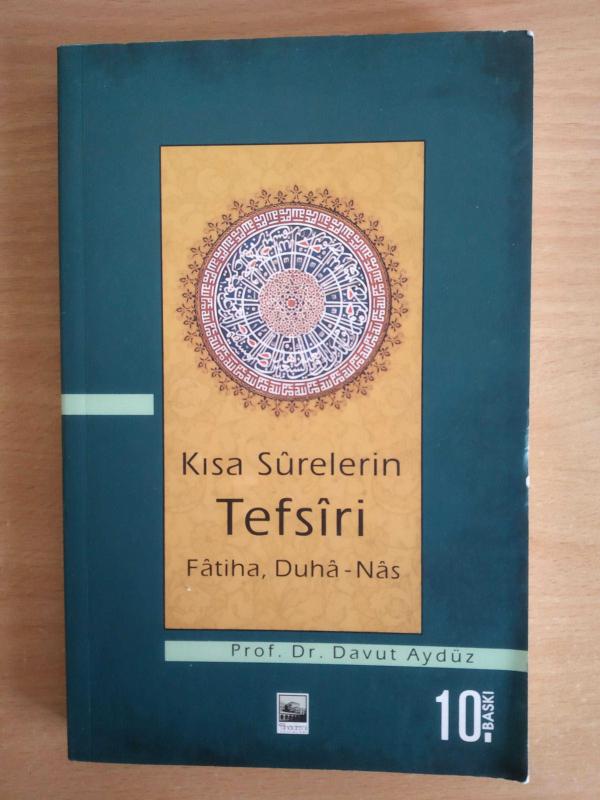 Kısa Sûrelerin
Tefsîri
Fâtiha, Duhâ-Nâs
Prof. Dr. Davut Aydüz
10.
BASKI